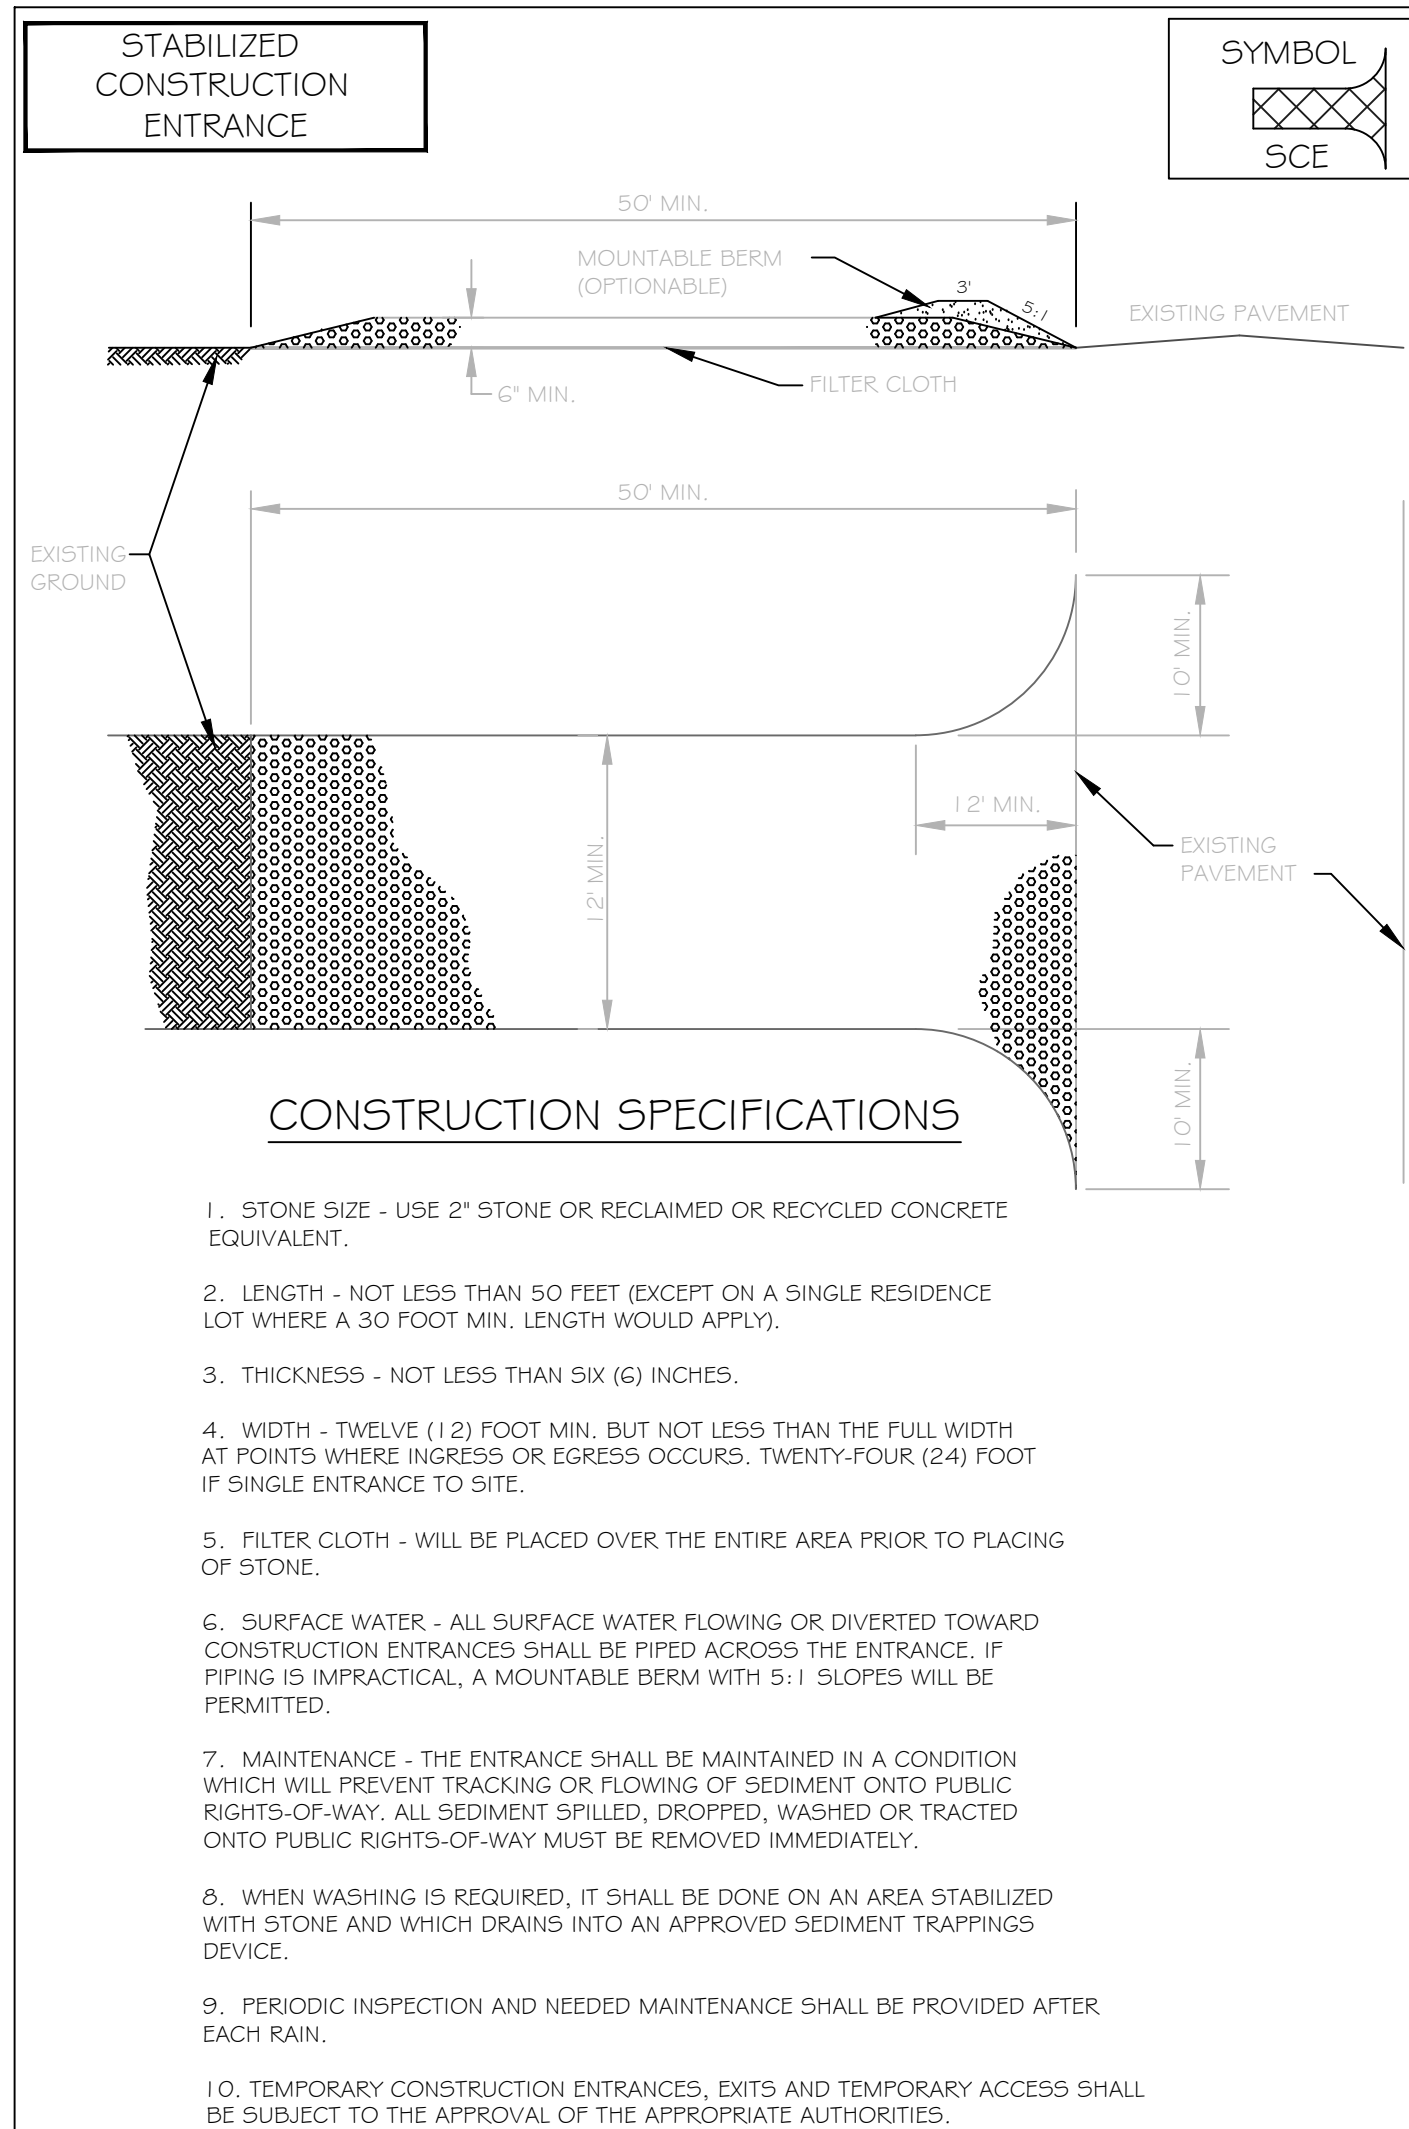 STABILIZED
CONSTRUCTION
ENTRANCE
SYMBOL
SCE
50' MIN.
MOUNTABLE BERM
(OPTIONABLE)
3'
5:1
EXISTING PAVEMENT
FILTER CLOTH
6" MIN.
50' MIN.
EXISTING
GROUND
10' MIN.
12' MIN.
12' MIN.
EXISTING
PAVEMENT
10' MIN.
CONSTRUCTION SPECIFICATIONS
1. STONE SIZE - USE 2" STONE OR RECLAIMED OR RECYCLED CONCRETE
EQUIVALENT.
2. LENGTH - NOT LESS THAN 50 FEET (EXCEPT ON A SINGLE RESIDENCE
LOT WHERE A 30 FOOT MIN. LENGTH WOULD APPLY).
3. THICKNESS - NOT LESS THAN SIX (6) INCHES.
4. WIDTH - TWELVE (12) FOOT MIN. BUT NOT LESS THAN THE FULL WIDTH
AT POINTS WHERE INGRESS OR EGRESS OCCURS. TWENTY-FOUR (24) FOOT
IF SINGLE ENTRANCE TO SITE.
5. FILTER CLOTH - WILL BE PLACED OVER THE ENTIRE AREA PRIOR TO PLACING
OF STONE.
6. SURFACE WATER - ALL SURFACE WATER FLOWING OR DIVERTED TOWARD
CONSTRUCTION ENTRANCES SHALL BE PIPED ACROSS THE ENTRANCE. IF
PIPING IS IMPRACTICAL, A MOUNTABLE BERM WITH 5:1 SLOPES WILL BE
PERMITTED.
7. MAINTENANCE - THE ENTRANCE SHALL BE MAINTAINED IN A CONDITION
WHICH WILL PREVENT TRACKING OR FLOWING OF SEDIMENT ONTO PUBLIC
RIGHTS-OF-WAY. ALL SEDIMENT SPILLED, DROPPED, WASHED OR TRACTED
ONTO PUBLIC RIGHTS-OF-WAY MUST BE REMOVED IMMEDIATELY.
8. WHEN WASHING IS REQUIRED, IT SHALL BE DONE ON AN AREA STABILIZED
WITH STONE AND WHICH DRAINS INTO AN APPROVED SEDIMENT TRAPPINGS
DEVICE.
9. PERIODIC INSPECTION AND NEEDED MAINTENANCE SHALL BE PROVIDED AFTER
EACH RAIN.
10. TEMPORARY CONSTRUCTION ENTRANCES, EXITS AND TEMPORARY ACCESS SHALL
BE SUBJECT TO THE APPROVAL OF THE APPROPRIATE AUTHORITIES.